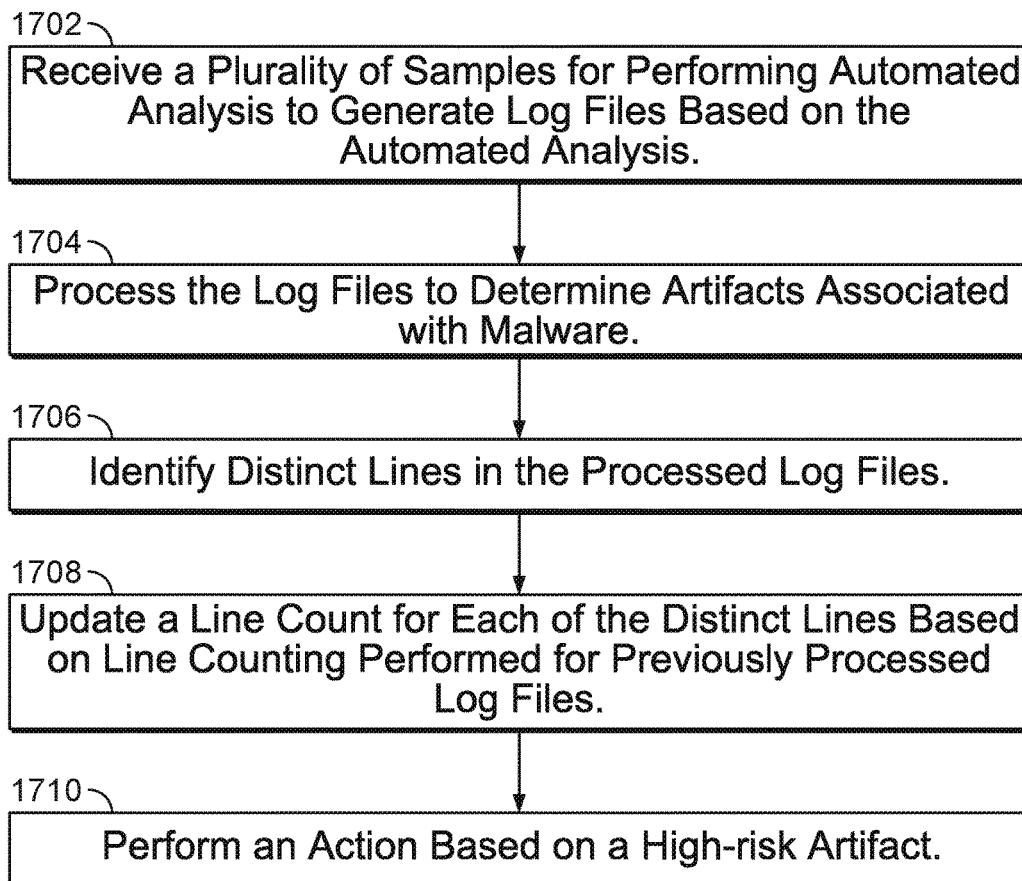 1702
Receive a Plurality of Samples for Performing Automated
Analysis to Generate Log Files Based on the
Automated Analysis.
1704
Process the Log Files to Determine Artifacts Associated
with Malware.
1706
Identify Distinct Lines in the Processed Log Files.
1708
Update a Line Count for Each of the Distinct Lines Based
on Line Counting Performed for Previously Processed
Log Files.
1710
Perform an Action Based on a High-risk Artifact.